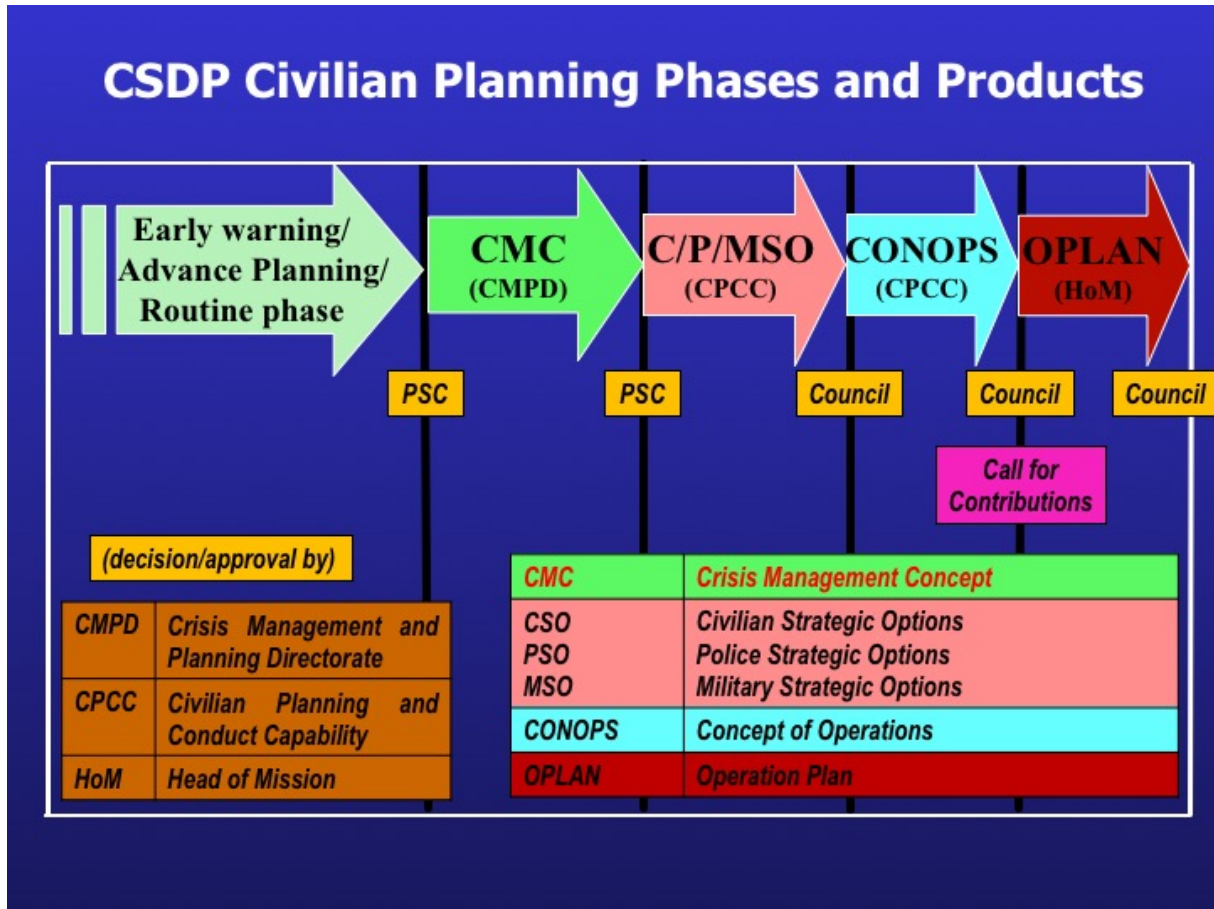 CSDP Civilian Planning Phases and Products
Early warning/
Advance Planning/
Routine phase
CMC
(CMPD)
C/P/MSO
(CPCC)
CONOPS
(CPCC)
OPLAN
(HoM)
PSC
PSC
Council
Council
Council
Call for
Contributions
(decision/approval by)
CMPD Crisis Management and
Planning Directorate
CPCC Civilian Planning and
Conduct Capability
HoM Head of Mission
CMC Crisis Management Concept
CSO Civilian Strategic Options
PSO Police Strategic Options
MSO Military Strategic Options
CONOPS Concept of Operations
OPLAN Operation Plan